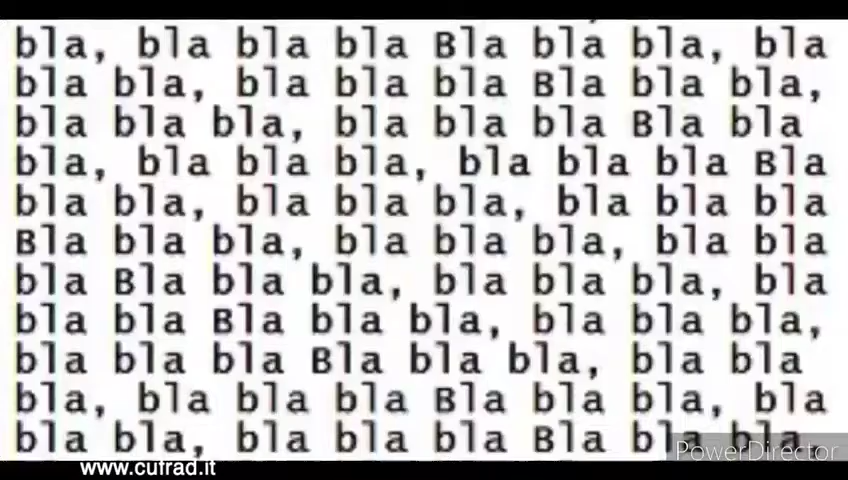 bla, bla bla bla Bla bla bla, bla
bla bla, bla bla bla Bla bla bla,
bla bla bla, bla bla bla Bla bla
bla, bla bla bla, bla bla bla Bla
bla bla, bla bla bla, bla bla bla
Bla bla bla, bla bla bla, bla bla
bla Bla bla bla, bla bla bla, bla
bla bla Bla bla bla, bla bla bla,
bla bla bla Bla bla bla, bla bla
bla, bla bla bla Bla bla bla, bla
bla bla, bla bla bla Bla bla bla,
PowerDirector
www.cufrad.it